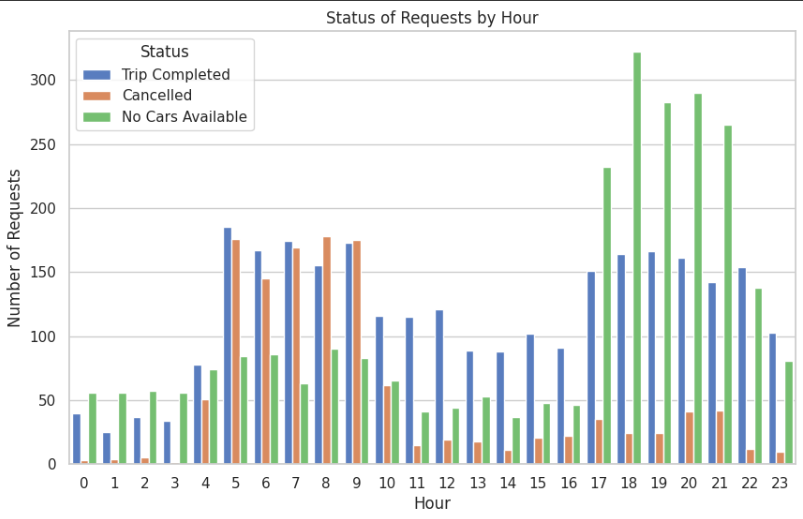 Status of Requests by Hour
Status
Trip Completed
Cancelled
No Cars Available
Number of Requests
300
250
200
150
100
50
0
0 1 2 3 4 5 6 7 8 9 10 11 12 13 14 15 16 17 18 19 20 21 22 23
Hour